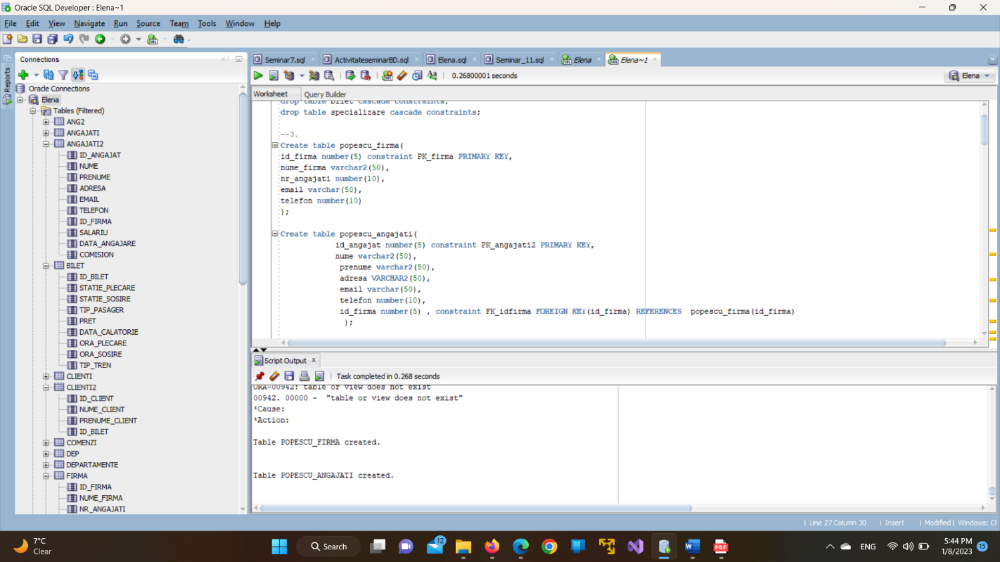 Oracle SQL Developer : Elena~1
File Edit View Navigate Run Source Team Tools Window Help
Connections
Reports
Oracle Connections
Elena
Tables (Filtered)
ANG2
ANGAJATI
ANGAJATI2
ID_ANGAJAT
NUME
PRENUME
ADRESA
EMAIL
TELEFON
ID_FIRMA
SALARIU
DATA_ANGAJARE
COMISION
BILET
ID_BILET
STATIE_PLECARE
STATIE_SOSIRE
TIP_PASAGER
PRET
DATA_CALATORIE
ORA_PLECARE
ORA_SOSIRE
TIP_TREN
CLIENTI
CLIENTI2
ID_CLIENT
NUME_CLIENT
PRENUME_CLIENT
ID_BILET
COMENZI
DEP
DEPARTAMENTE
FIRMA
ID_FIRMA
NUME_FIRMA
NR_ANGAJATI
Seminar7.sql ActivitateseminarBD.sql Elena.sql Seminar_11.sql Elena Elena~1
0.26800001 seconds
Elena
Worksheet Query Builder
drop table bilet cascade constraints;
drop table specializare cascade constraints;
--3.
Create table popescu_firma(
id_firma number(5) constraint PK_firma PRIMARY KEY,
nume_firma varchar2(50),
nr_angajati number(10),
email varchar(50),
telefon number(10)
);
Create table popescu_angajati(
id_angajat number(5) constraint PK_angajati2 PRIMARY KEY,
nume varchar2(50),
prenume varchar2(50),
adresa VARCHAR2(50),
email varchar(50),
telefon number(10),
id_firma number(5) , constraint FK_idfirma FOREIGN KEY(id_firma) REFERENCES popescu_firma(id_firma)
);
Script Output
Task completed in 0.268 seconds
ORA-00942: table or view does not exist
00942. 00000 - "table or view does not exist"
*Cause:
*Action:
Table POPESCU_FIRMA created.
Table POPESCU_ANGAJATI created.
Line 27 Column 30 Insert Modified Windows: Cl
7°C
Clear
Search
12
ENG
5:44 PM
1/8/2023
15